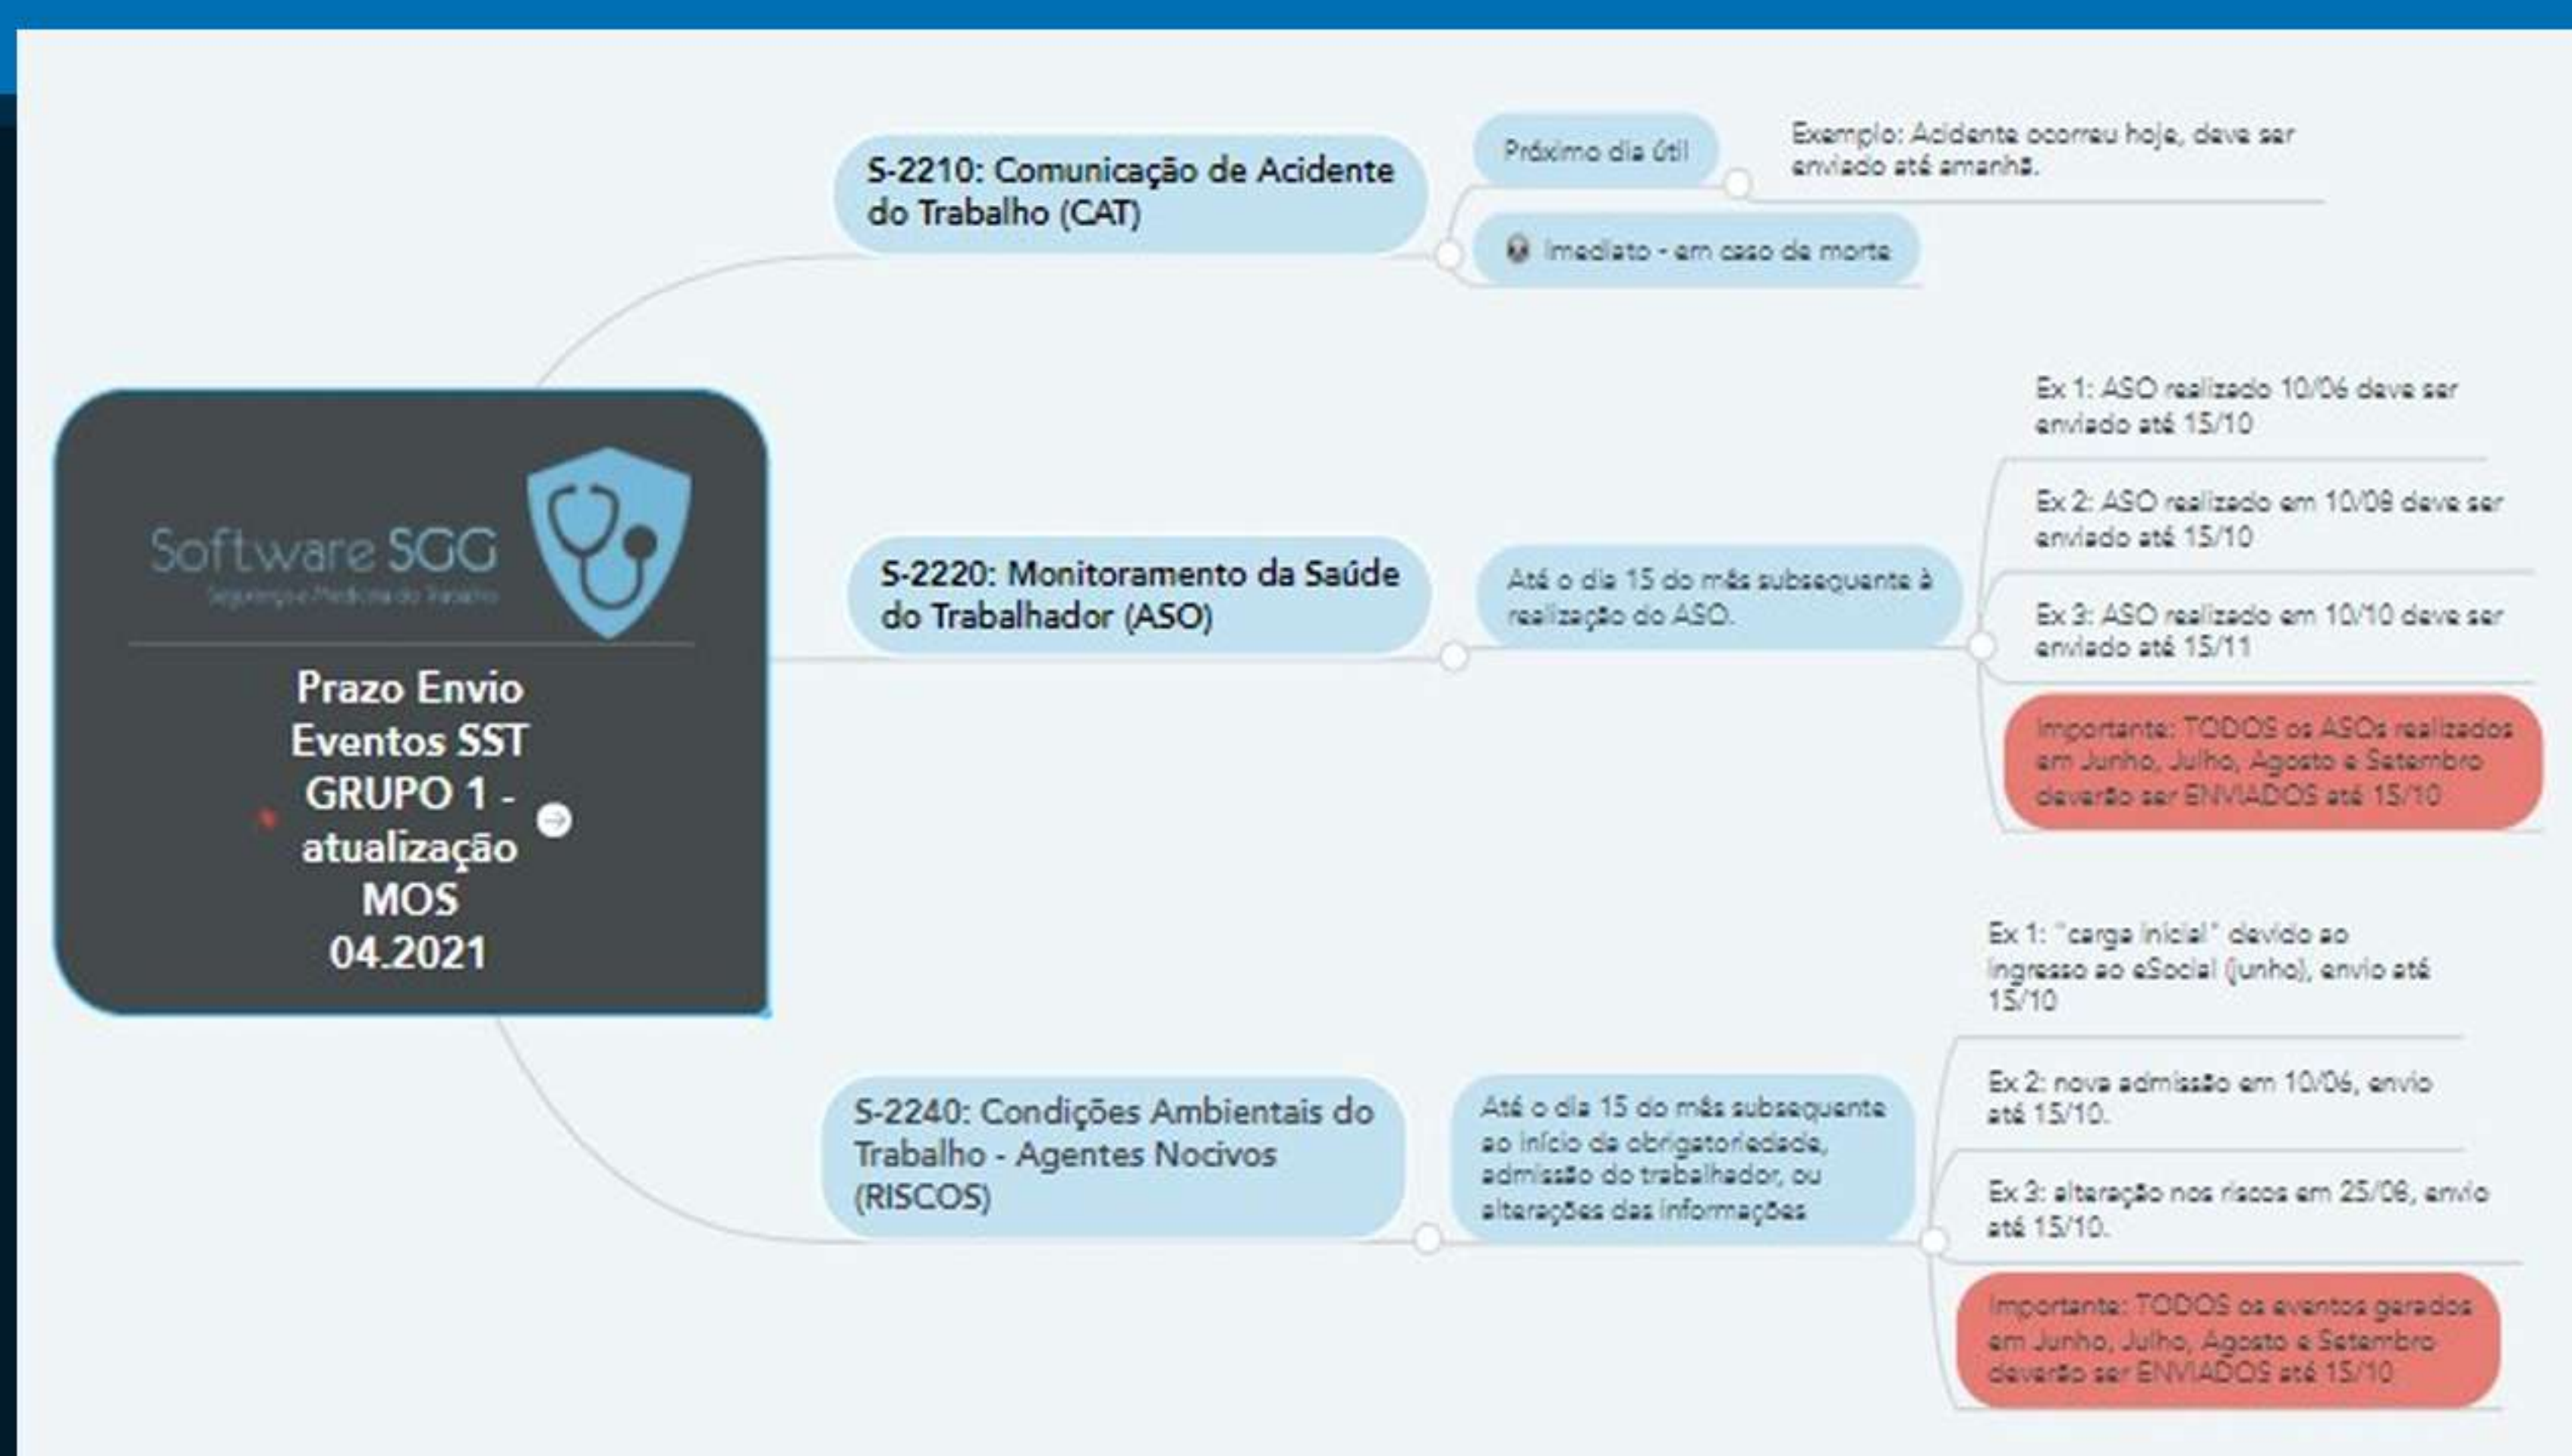 Software SGG
Segurança e Medicina do Trabalho
Prazo Envio
Eventos SST
GRUPO 1 -
atualização
MOS
04.2021
S-2210: Comunicação de Acidente
do Trabalho (CAT)
Próximo dia útil
Exemplo: Acidente ocorreu hoje, deve ser
enviado até amanhã.
Imediato - em caso de morte
S-2220: Monitoramento da Saúde
do Trabalhador (ASO)
Até o dia 15 do mês subsequente à
realização do ASO.
Ex 1: ASO realizado 10/06 deve ser
enviado até 15/10
Ex 2: ASO realizado em 10/08 deve ser
enviado até 15/10
Ex 3: ASO realizado em 10/10 deve ser
enviado até 15/11
Importante: TODOS os ASOs realizados
em Junho, Julho, Agosto e Setembro
deverão ser ENVIADOS até 15/10
S-2240: Condições Ambientais do
Trabalho - Agentes Nocivos
(RISCOS)
Até o dia 15 do mês subsequente
ao início da obrigatoriedade,
admissão do trabalhador, ou
alterações das informações
Ex 1: "carga inicial" devido ao
ingresso ao eSocial (junho), envio até
15/10
Ex 2: nova admissão em 10/06, envio
até 15/10.
Ex 3: alteração nos riscos em 25/08, envio
até 15/10.
Importante: TODOS os eventos gerados
em Junho, Julho, Agosto e Setembro
deverão ser ENVIADOS até 15/10